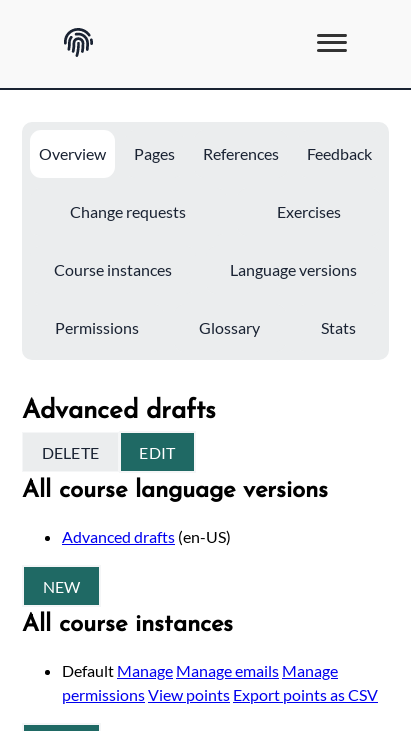 Overview Pages References Feedback
Change requests Exercises
Course instances Language versions
Permissions Glossary Stats
Advanced drafts
DELETE EDIT
All course language versions
Advanced drafts (en-US)
NEW
All course instances
Default Manage Manage emails Manage
permissions View points Export points as CSV